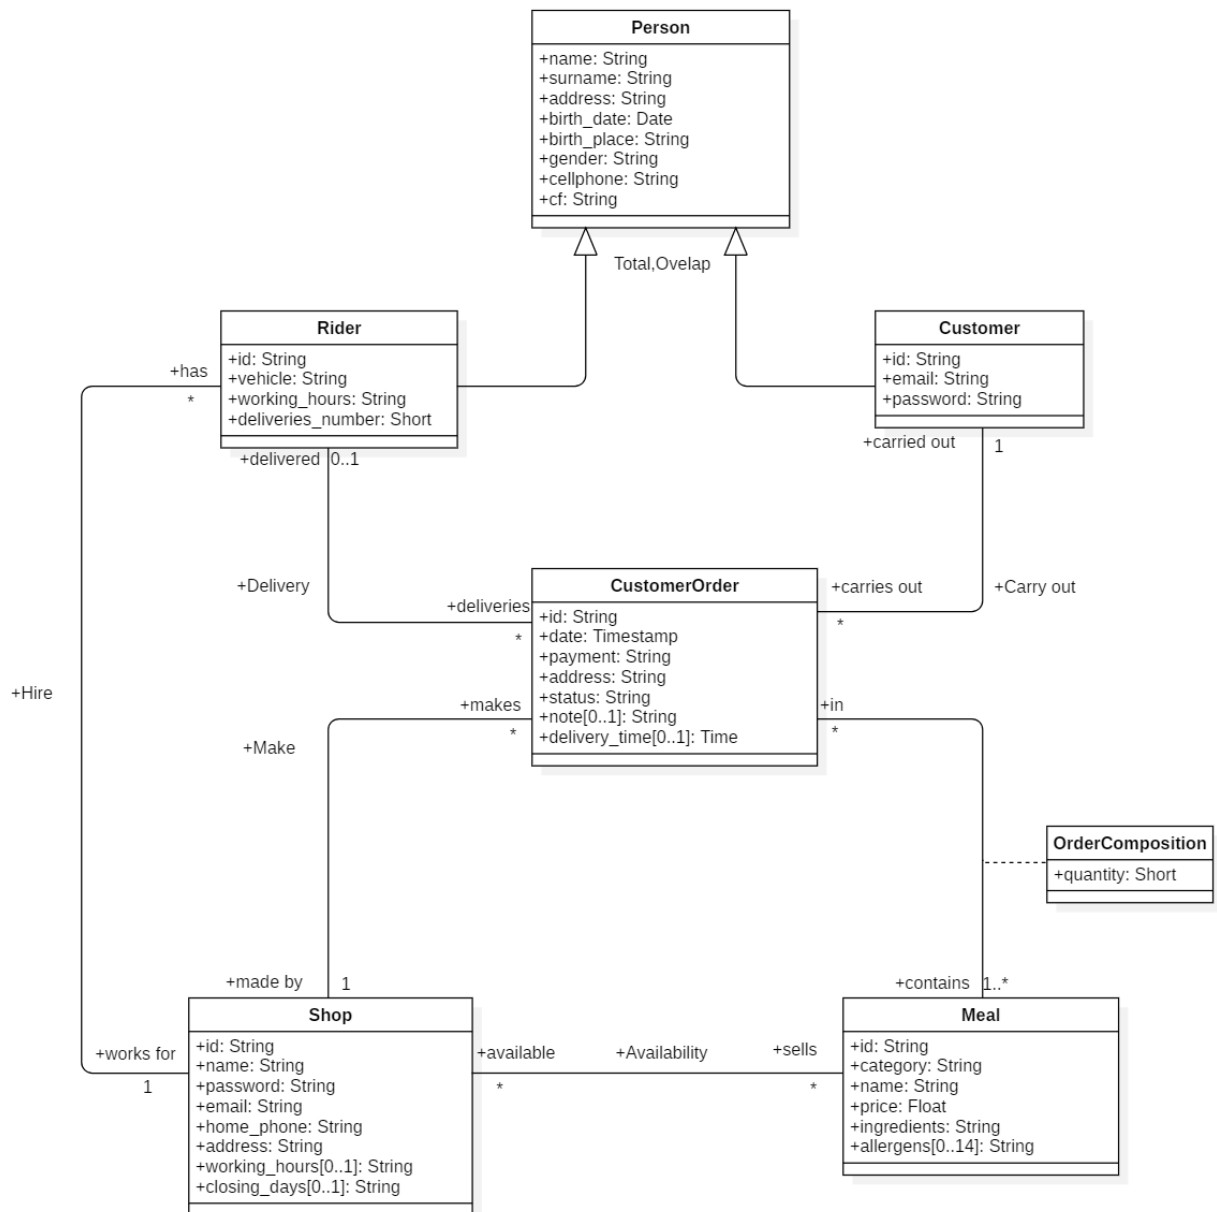 Person
+name: String
+surname: String
+address: String
+birth_date: Date
+birth_place: String
+gender: String
+cellphone: String
+cf: String
Total,Ovelap
Rider
+id: String
+vehicle: String
+working_hours: String
+deliveries_number: Short
Customer
+id: String
+email: String
+password: String
+has
*
+delivered 0..1
+carried out
1
+Delivery
+deliveries
*
CustomerOrder
+id: String
+date: Timestamp
+payment: String
+address: String
+status: String
+note[0..1]: String
+delivery_time[0..1]: Time
+carries out
*
+Carry out
+Hire
+makes
*
+in
*
+Make
OrderComposition
+quantity: Short
+made by
1
+contains 1..*
Shop
+id: String
+name: String
+password: String
+email: String
+home_phone: String
+address: String
+working_hours[0..1]: String
+closing_days[0..1]: String
+works for
1
+available
*
+Availability
+sells
*
Meal
+id: String
+category: String
+name: String
+price: Float
+ingredients: String
+allergens[0..14]: String